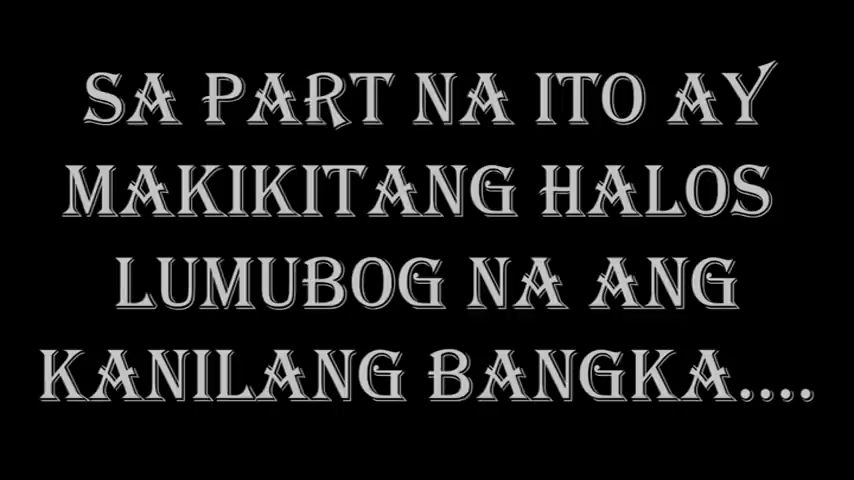 SA PART NA ITO AY
MAKIKITANG HALOS
LUMUBOG NA ANG
KANILANG BANGKA....